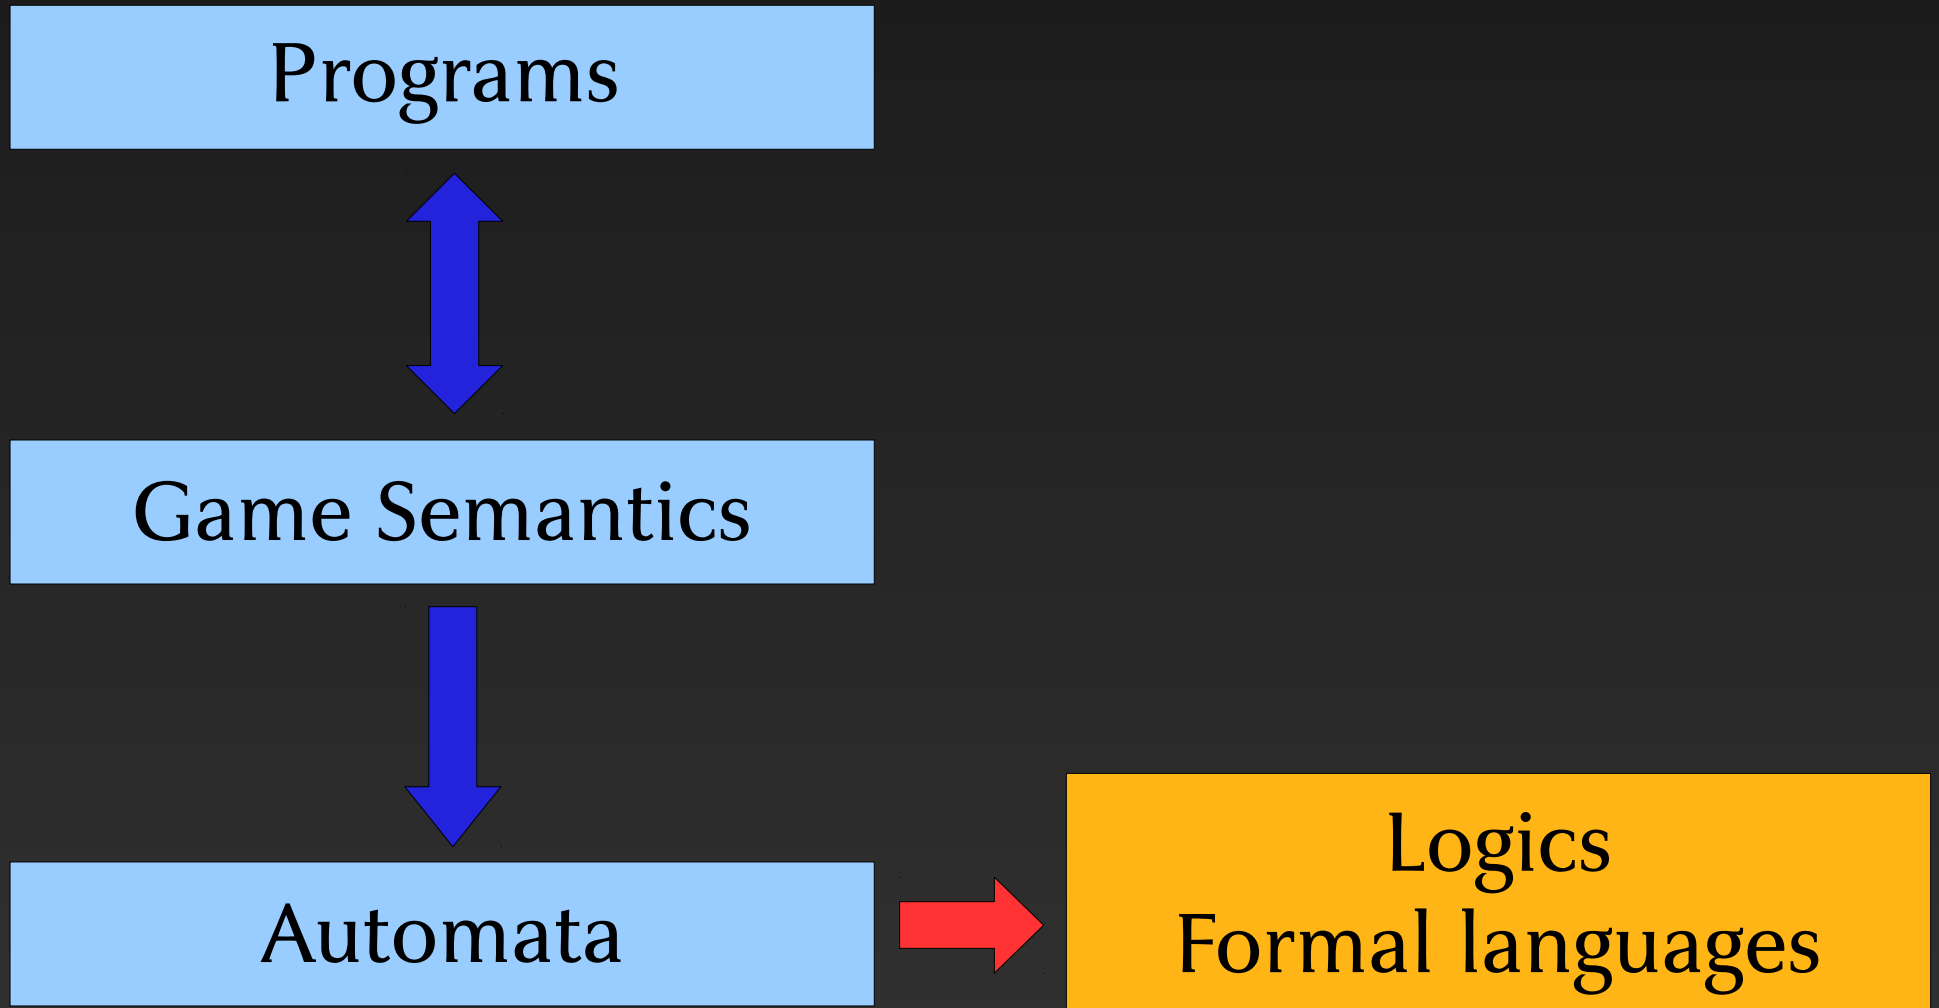 Programs
Game Semantics
Automata
Logics
Formal languages